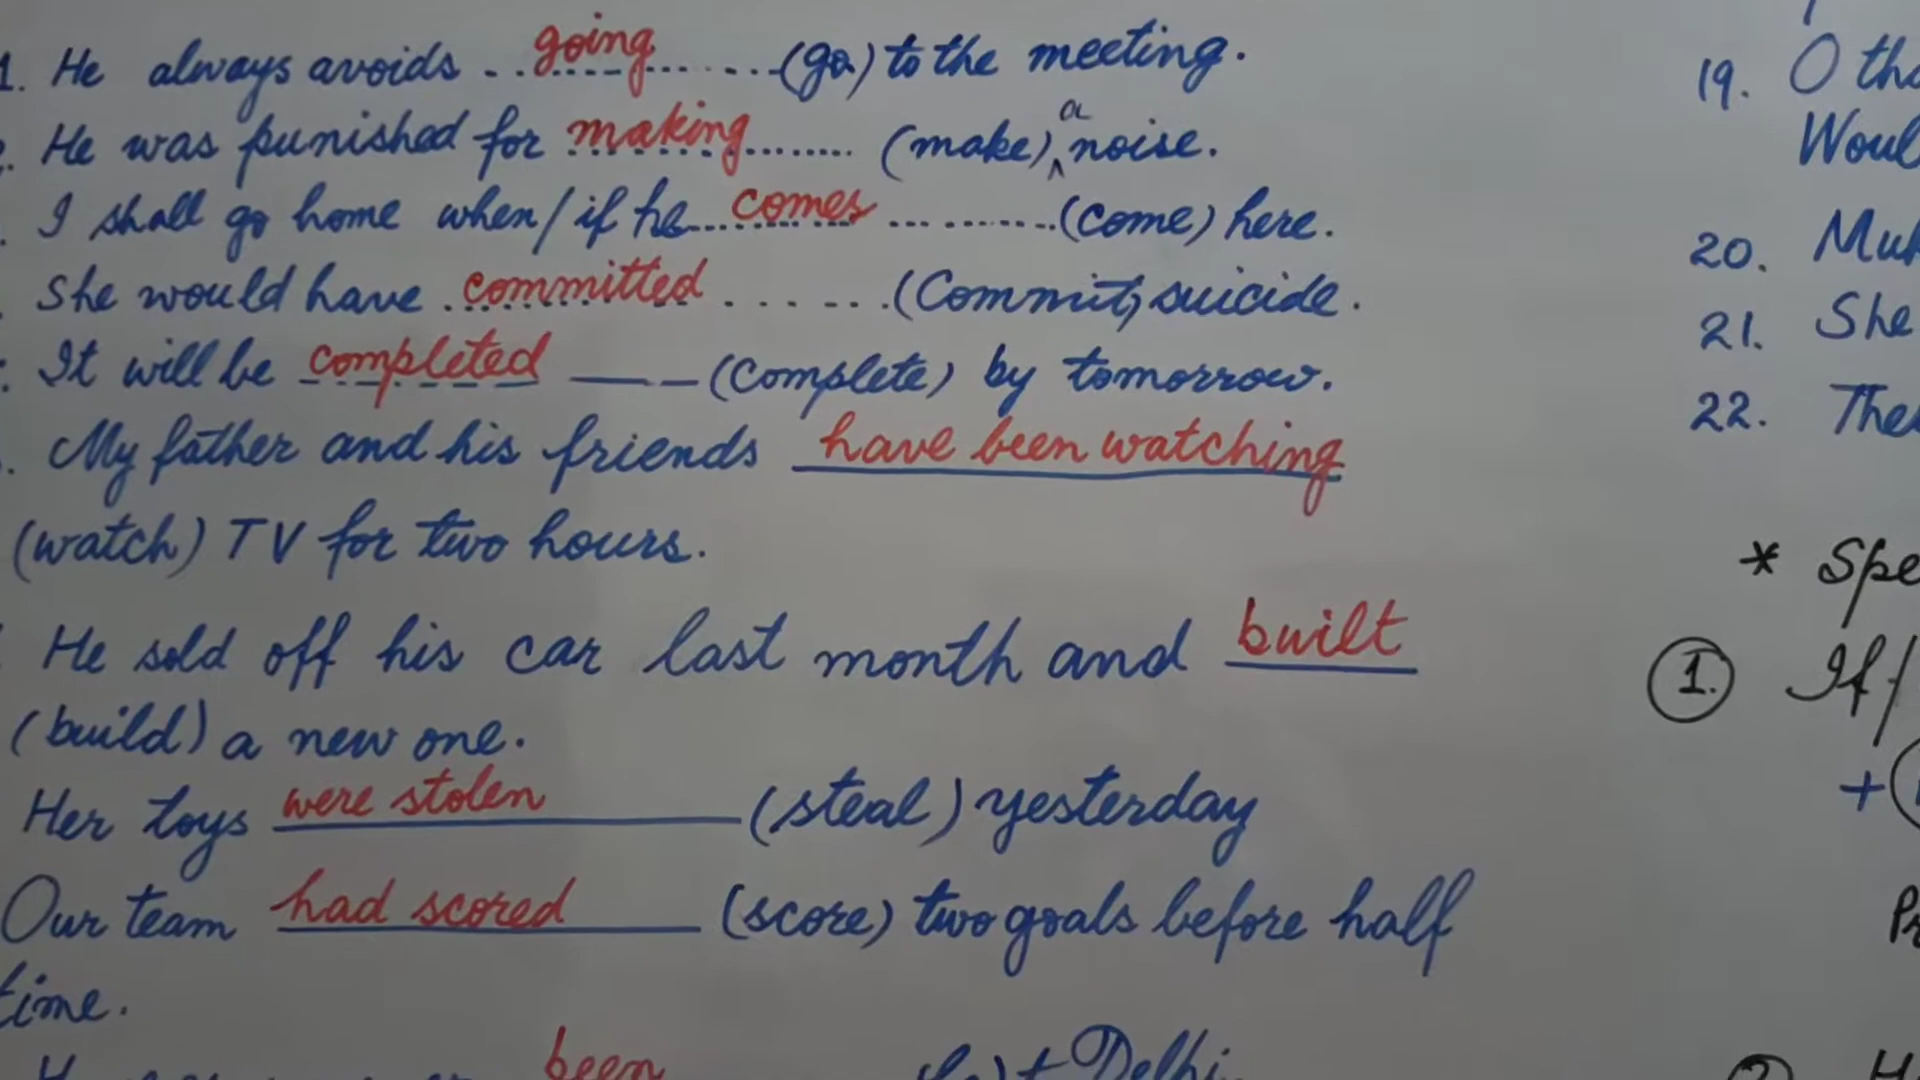 1. He always avoids going (go) to the meeting.
He was punished for making (make) a noise.
I shall go home when/if he comes (come) here.
She would have committed (Commit) suicide.
It will be completed (Complete) by tomorrow.
My father and his friends have been watching
(watch) TV for two hours.
He sold off his car last month and built
(build) a new one.
Her toys were stolen (steal) yesterday
Our team had scored (score) two goals before half
time.
been Delhi.
19. O
20.
21. She
22.
*
1. If/
+